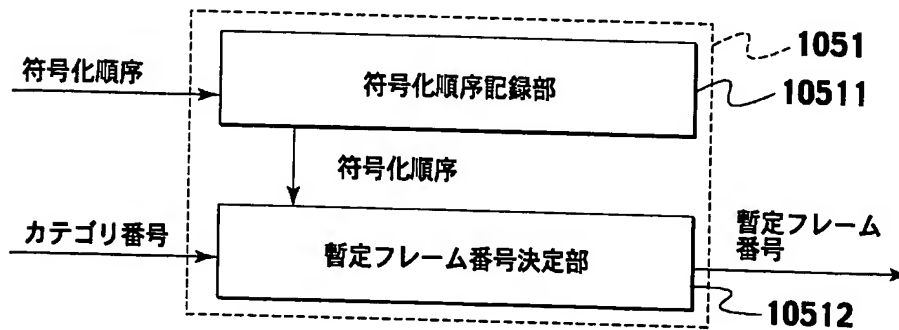 1051
符号化順序
符号化順序記録部
10511
符号化順序
カテゴリ番号
暫定フレーム番号決定部
暫定フレーム
番号
10512